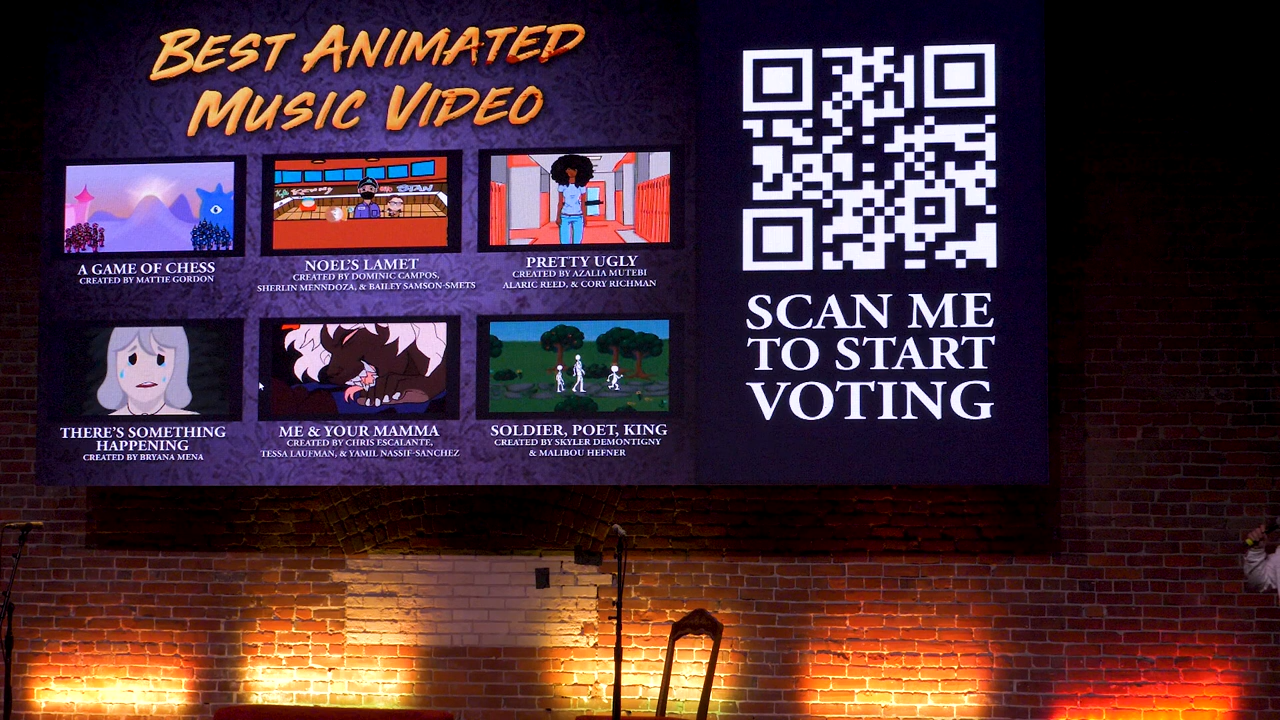 BEST ANIMATED
MUSIC VIDEO
A GAME OF CHESS
CREATED BY MATTIE GORDON
NOEL'S LAMET
CREATED BY DOMINIC CAMPOS,
SHERLIN MENNDOZA, & BAILEY SAMSON-SMETS
PRETTY UGLY
CREATED BY AZALIA MUTEBI
ALARIC REED, & CORY RICHMAN
THERE'S SOMETHING
HAPPENING
CREATED BY BRYANA MENA
ME & YOUR MAMMA
CREATED BY CHRIS ESCALANTE,
TESSA LAUFMAN, & YAMIL NASSIF-SANCHEZ
SOLDIER, POET, KING
CREATED BY SKYLER DEMONTIGNY
& MALIBOU HEFNER
SCAN ME
TO START
VOTING